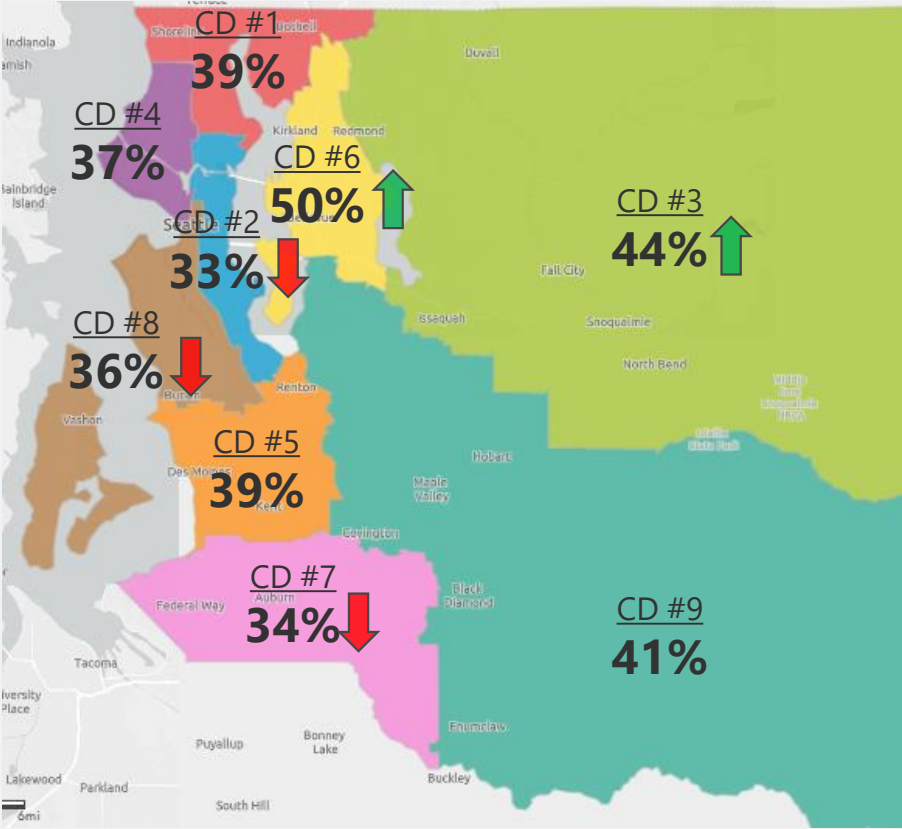 Indianola
Shoreline
CD #1
Bothell
39%
Duvall
CD #4
37%
Kirkland
Redmond
CD #6
50%
Bainbridge
Island
Seattle
CD #2
33%
CD #3
44%
Fall City
Issaquah
Snoqualmie
CD #8
36%
North Bend
Renton
Burien
Vashon
CD #5
39%
Des Moines
Kent
Hobart
Maple
Valley
Covington
CD #7
34%
Auburn
Federal Way
Black
Diamond
CD #9
41%
Tacoma
iversity
Place
Enumclaw
Puyallup
Bonney
Lake
Buckley
Lakewood
Parkland
South Hill
6mi